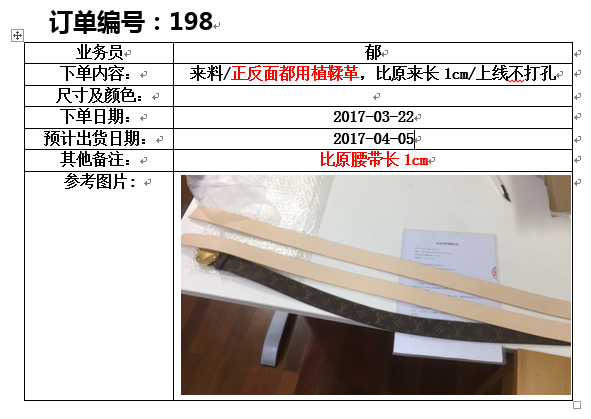 订单编号：198
业务员 郁
下单内容： 来料/正反面都用植鞣革，比原来长 1cm/上线不打孔
尺寸及颜色：
下单日期： 2017-03-22
预计出货日期： 2017-04-05
其他备注： 比原腰带长 1cm
参考图片：